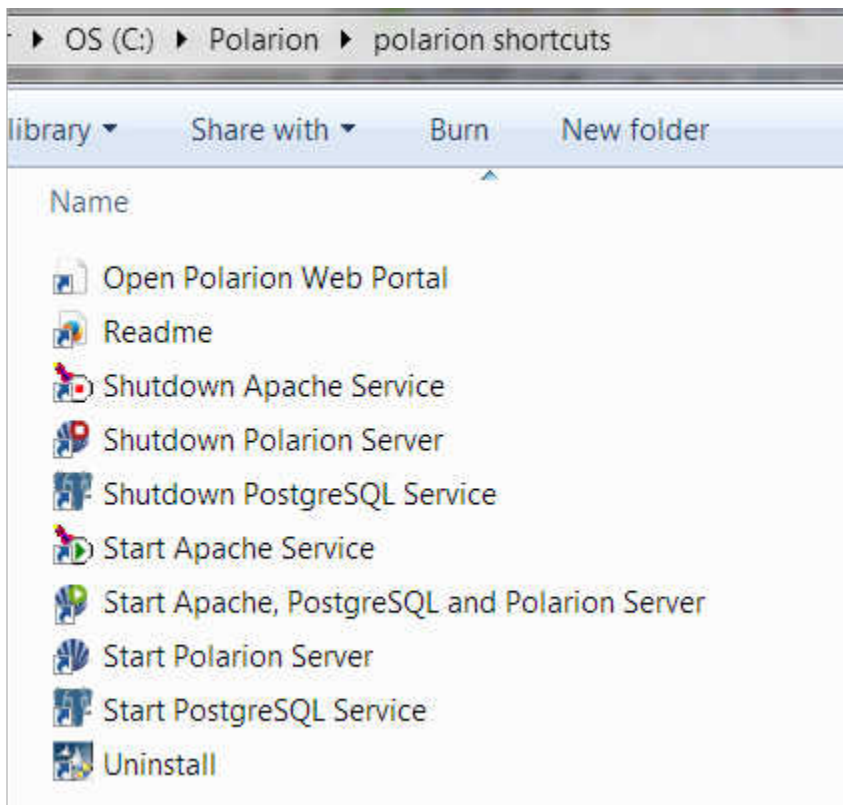 OS (C:) Polarion polarion shortcuts
library Share with Burn New folder
Name
Open Polarion Web Portal
Readme
Shutdown Apache Service
Shutdown Polarion Server
Shutdown PostgreSQL Service
Start Apache Service
Start Apache, PostgreSQL and Polarion Server
Start Polarion Server
Start PostgreSQL Service
Uninstall